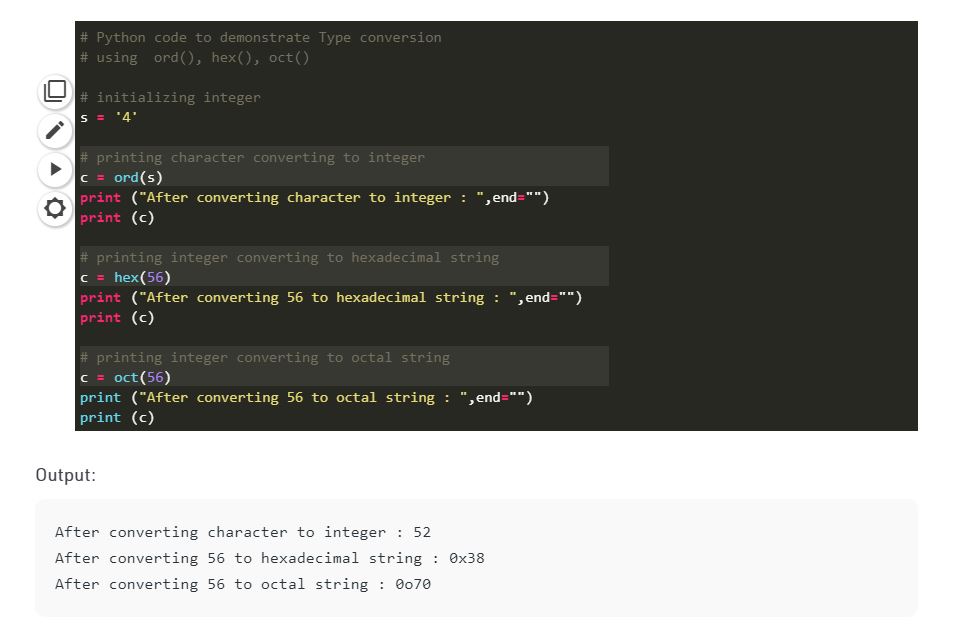 # Python code to demonstrate Type conversion
# using  ord(), hex(), oct()
# initializing integer
s = '4'
# printing character converting to integer
c = ord(s)
print ("After converting character to integer : ",end="")
print (c)
# printing integer converting to hexadecimal string
c = hex(56)
print ("After converting 56 to hexadecimal string : ",end="")
print (c)
# printing integer converting to octal string
c = oct(56)
print ("After converting 56 to octal string : ",end="")
print (c)
Output:
After converting character to integer : 52
After converting 56 to hexadecimal string : 0x38
After converting 56 to octal string : 0o70